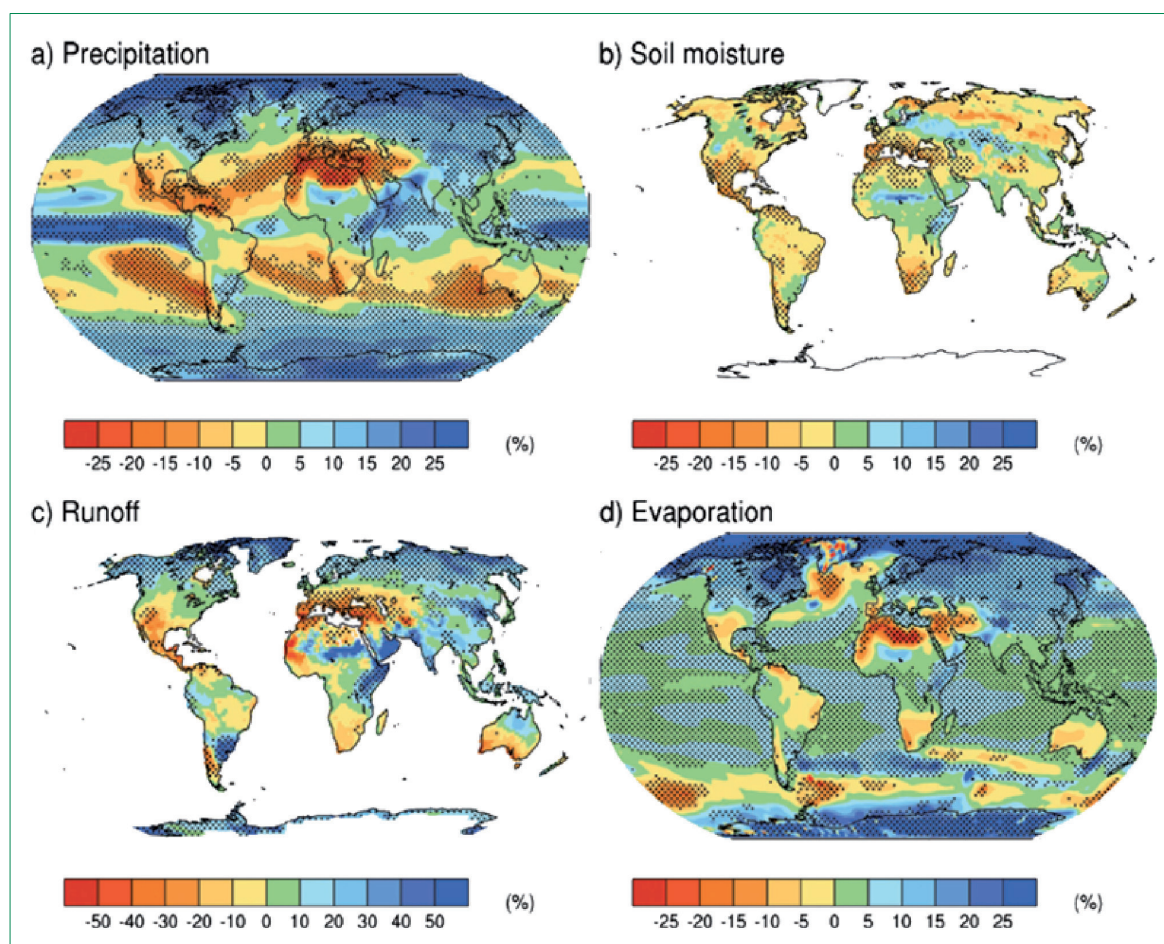 a) Precipitation
b) Soil moisture
-25 -20 -15 -10 -5 0 5 10 15 20 25 (%)
-25 -20 -15 -10 -5 0 5 10 15 20 25 (%)
c) Runoff
d) Evaporation
-50 -40 -30 -20 -10 0 10 20 30 40 50 (%)
-25 -20 -15 -10 -5 0 5 10 15 20 25 (%)